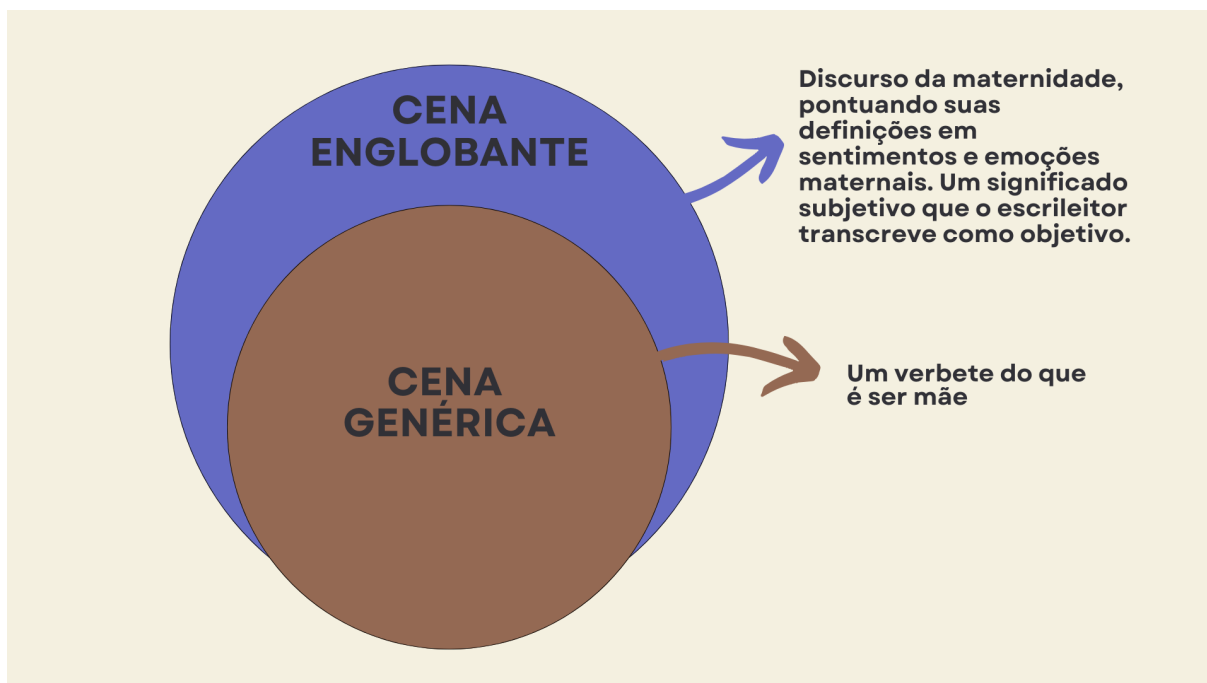 CENA
ENGLOBANTE
Discurso da maternidade,
pontuando suas
definições em
sentimentos e emoções
maternais. Um significado
subjetivo que o escrileitor
transcreve como objetivo.
CENA
GENÉRICA
Um verbete do que
é ser mãe